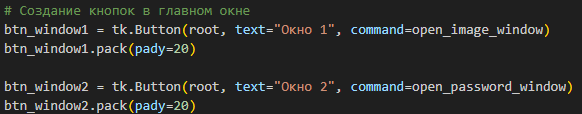 # Создание кнопок в главном окне
btn_window1 = tk.Button(root, text="Окно 1", command=open_image_window)
btn_window1.pack(pady=20)

btn_window2 = tk.Button(root, text="Окно 2", command=open_password_window)
btn_window2.pack(pady=20)